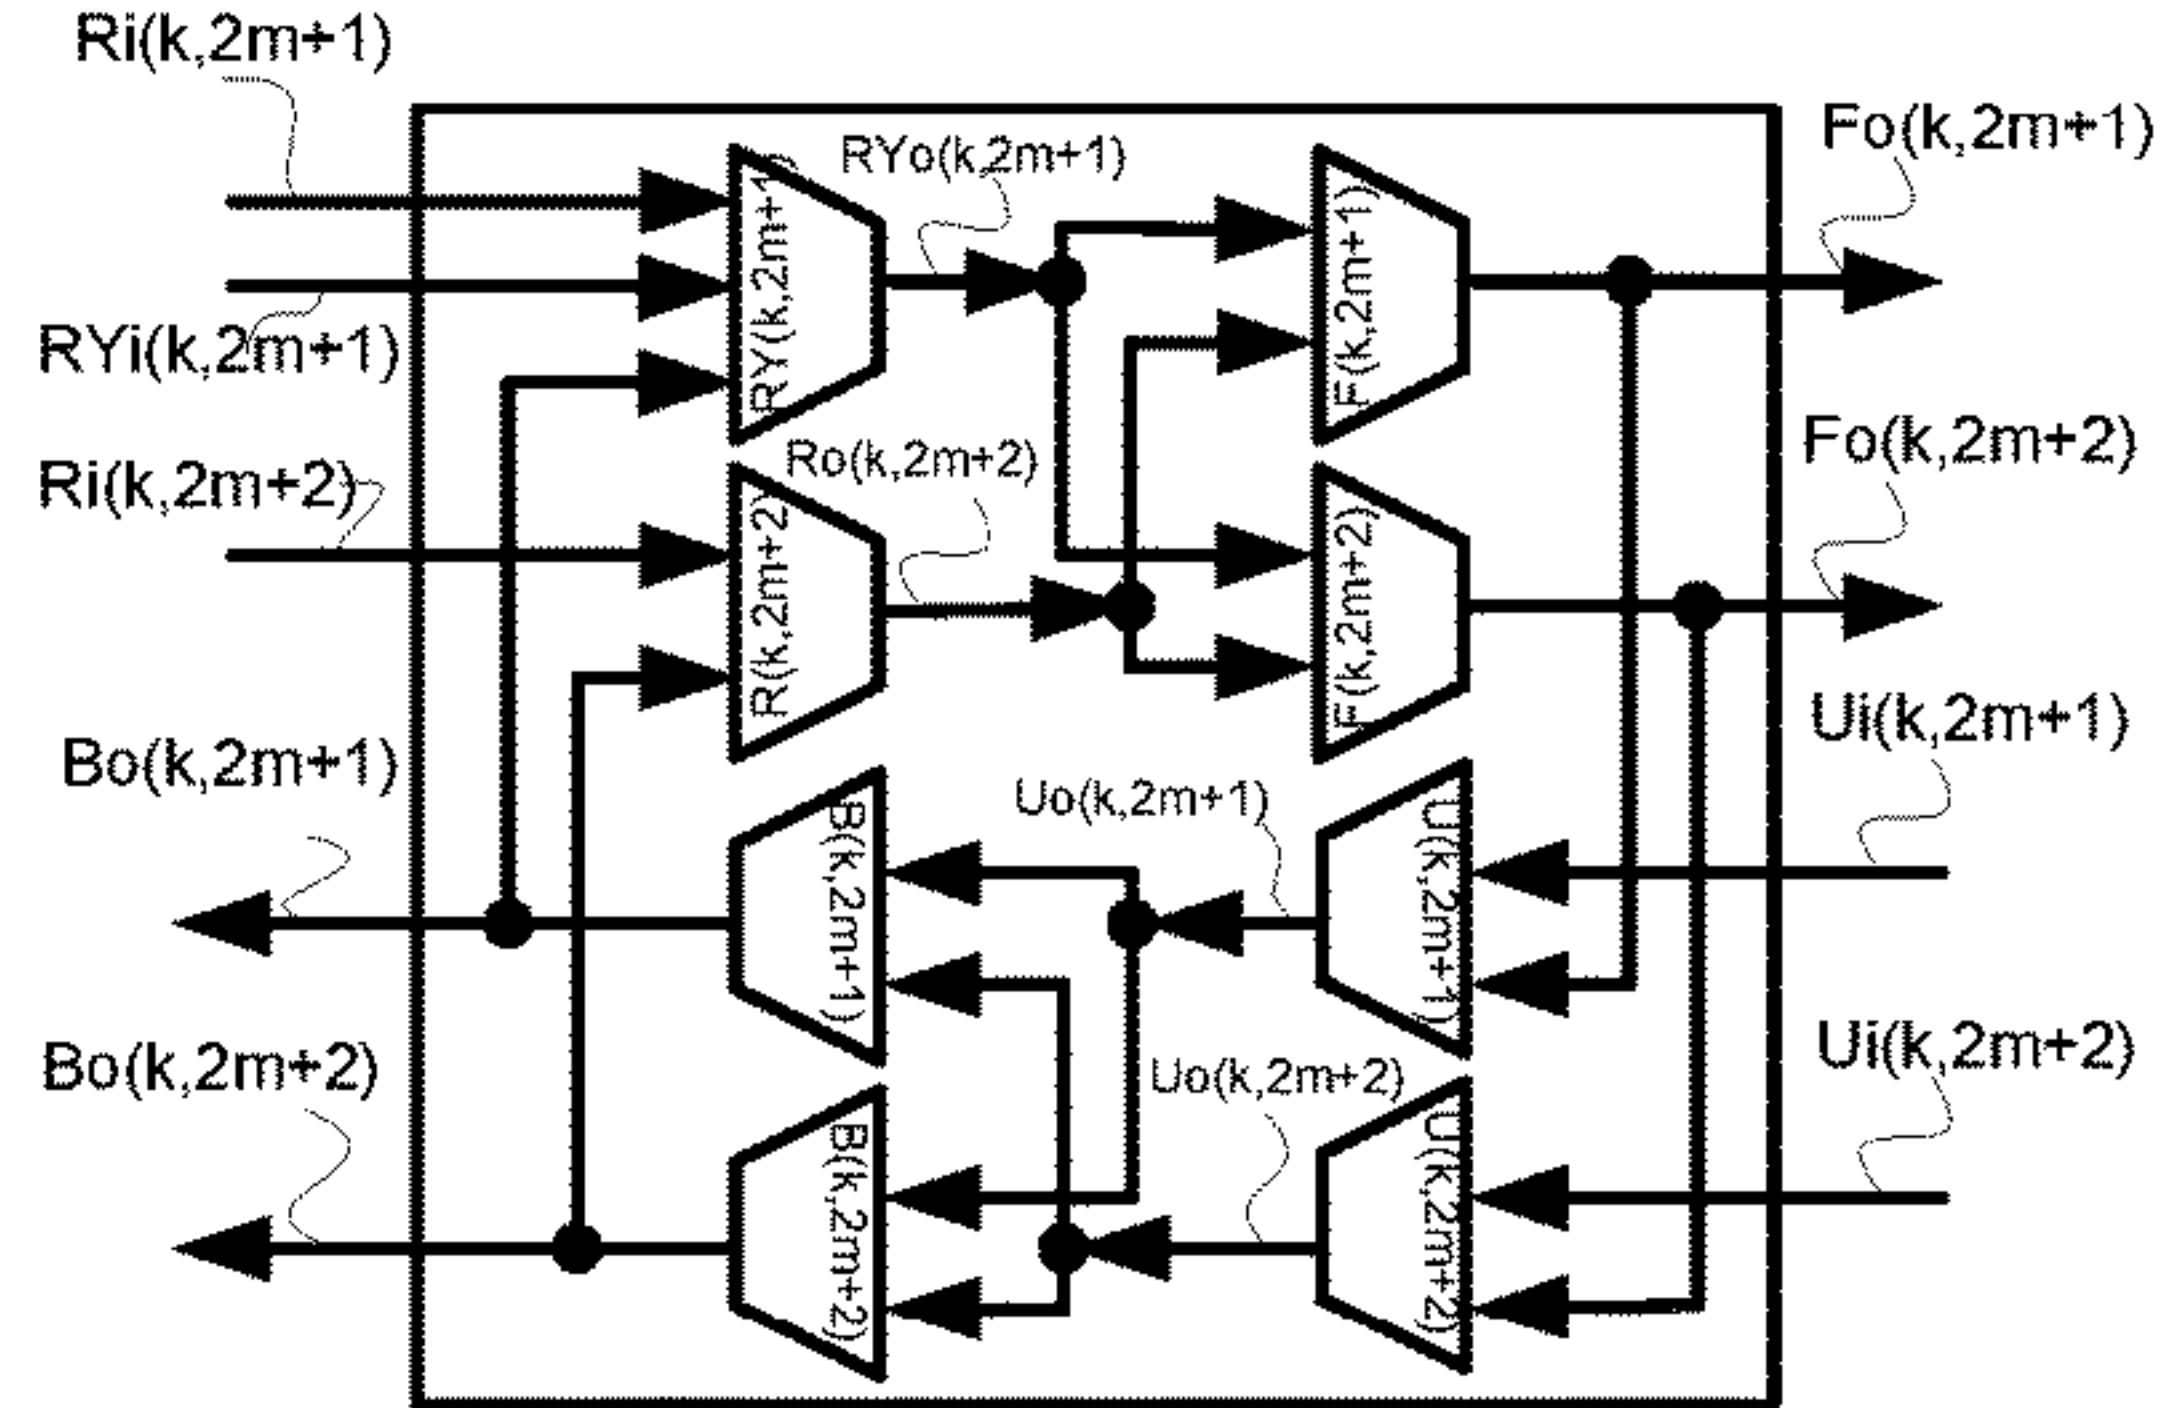 Ri(k,2m+1)
Fo(k,2m+1)
RYo(k,2m+1)
RY(k,2m+1)
F(k,2m+1)
RYi(k,2m+1)
Fo(k,2m+2)
Ro(k,2m+2)
Ri(k,2m+2)
R(k,2m+2)
F(k,2m+2)
Ui(k,2m+1)
Bo(k,2m+1)
Uo(k,2m+1)
B(k,2m+1)
U(k,2m+1)
Ui(k,2m+2)
Bo(k,2m+2)
Uo(k,2m+2)
B(k,2m+2)
U(k,2m+2)